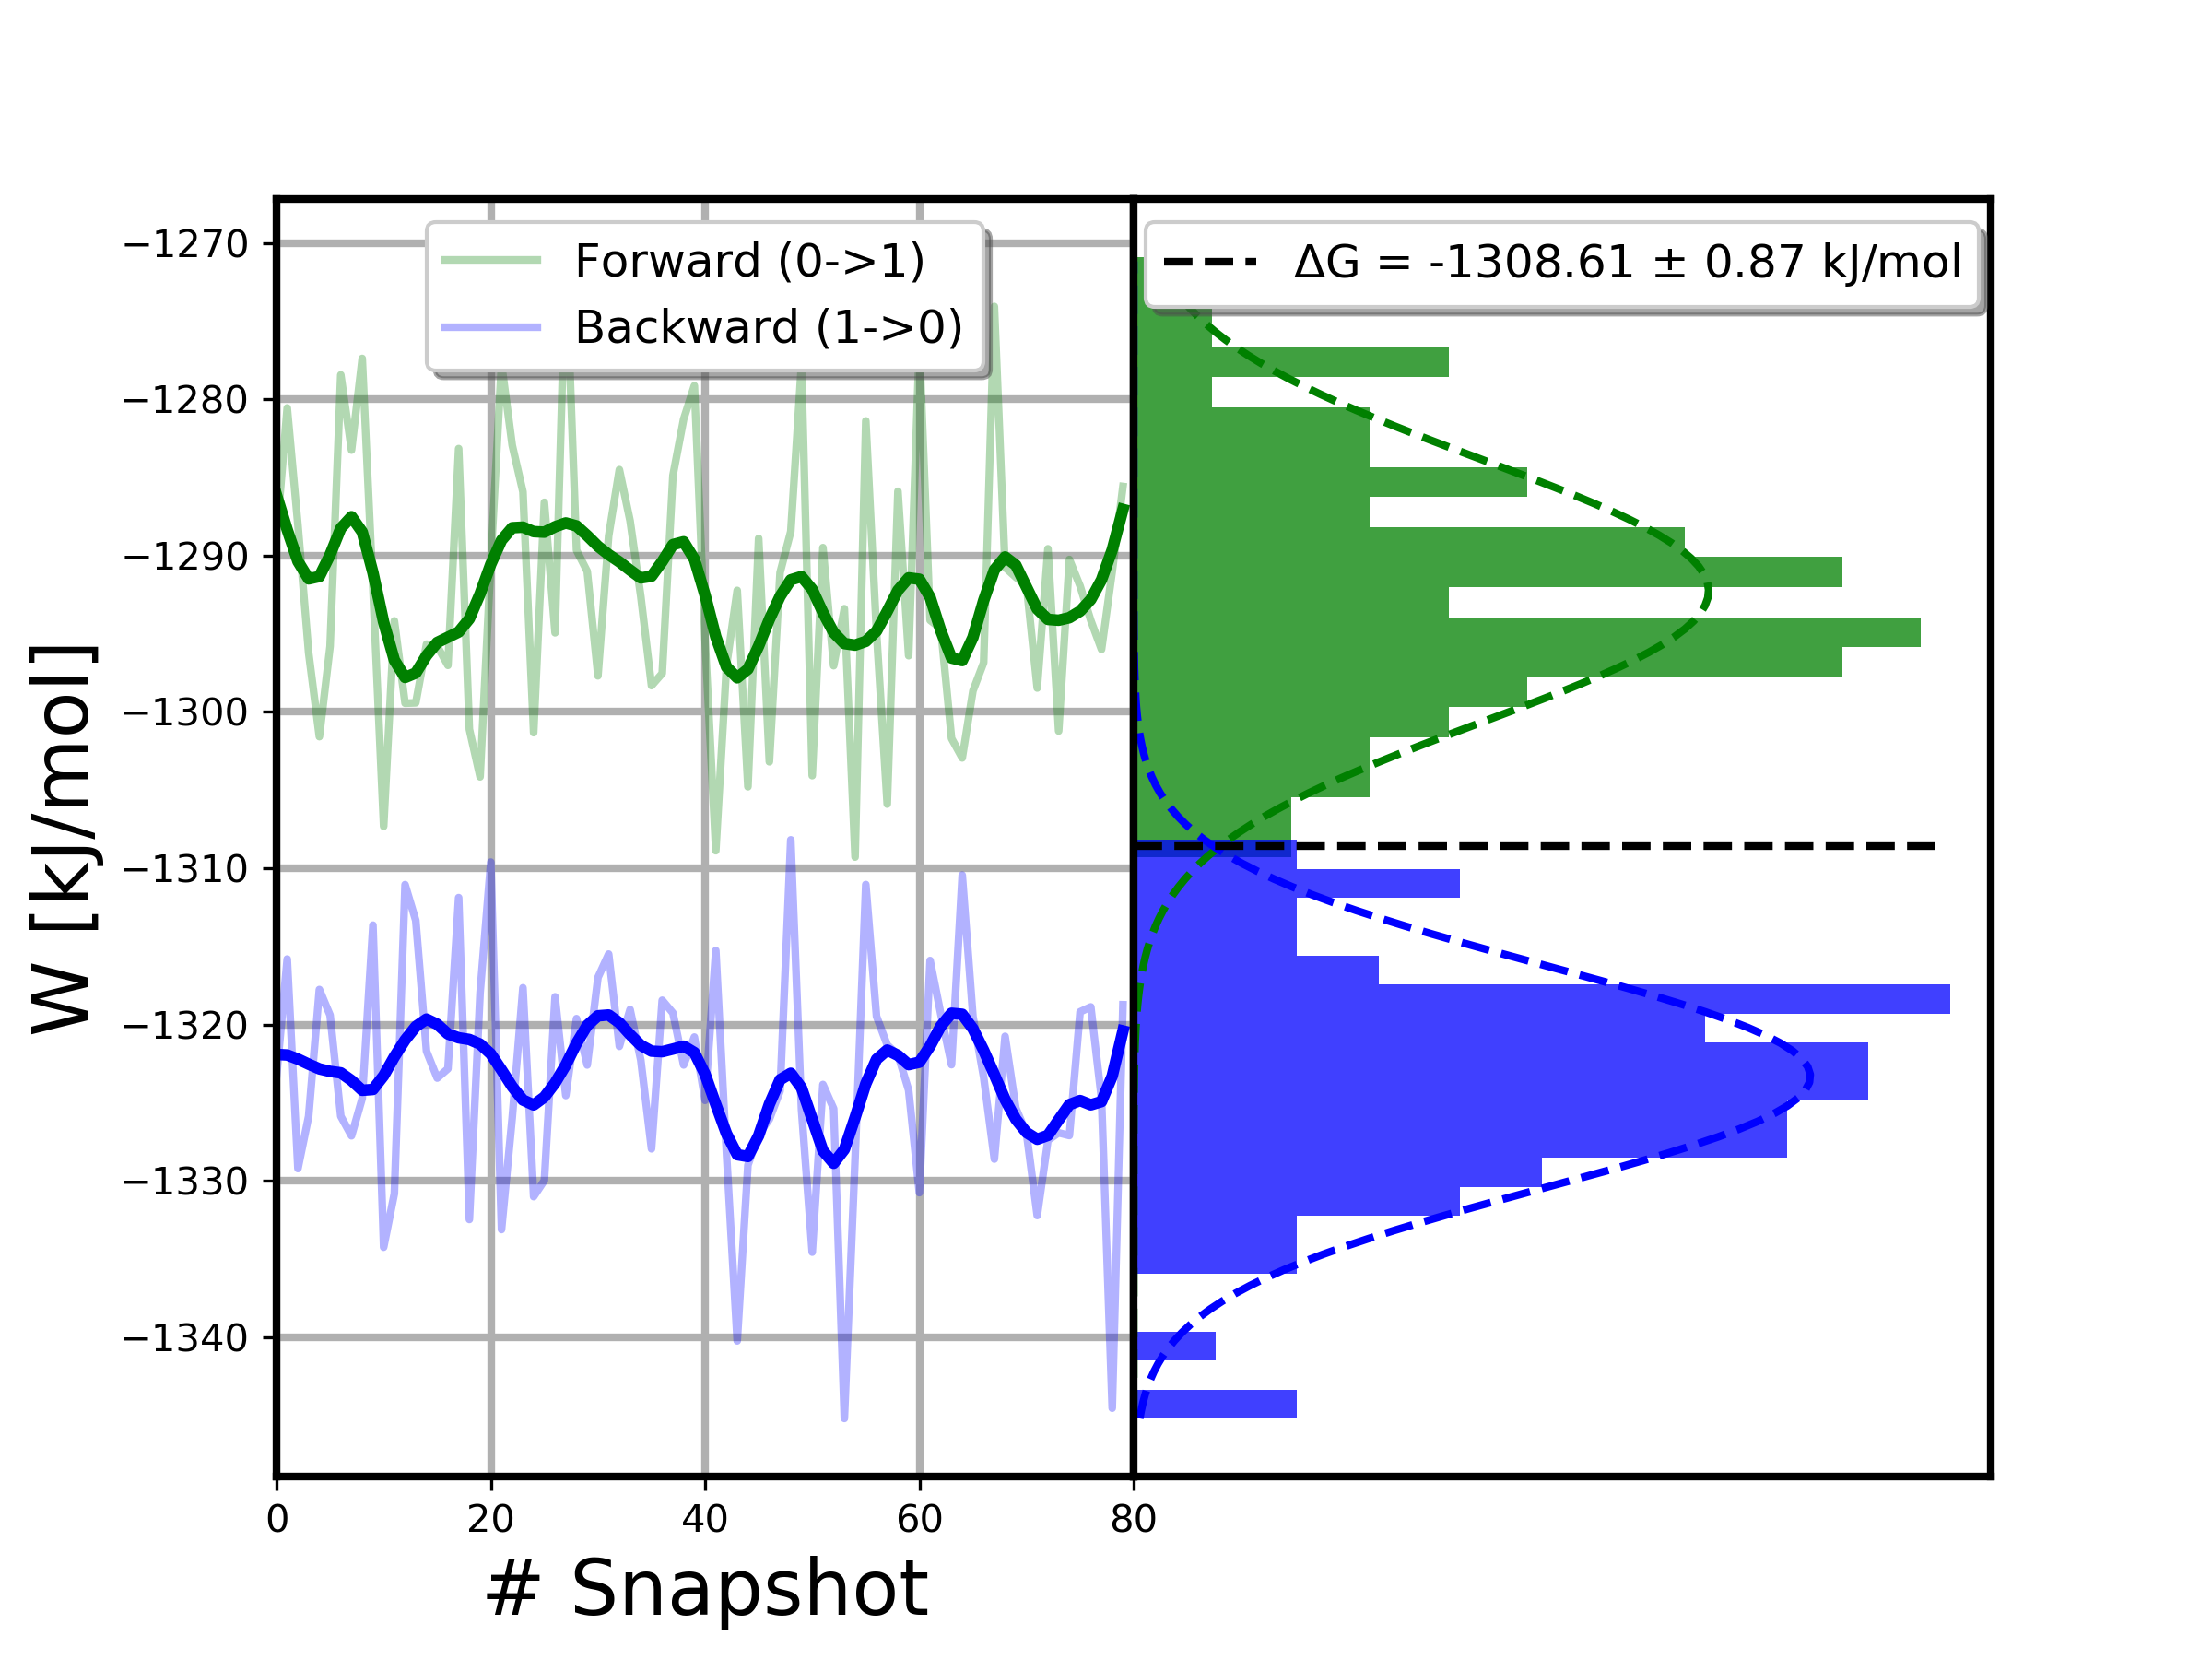 Forward (0->1)
Backward (1->0)
ΔG = -1308.61 ± 0.87 kJ/mol
W [kJ/mol]
−1270
−1280
−1290
−1300
−1310
−1320
−1330
−1340
0 20 40 60 80
# Snapshot